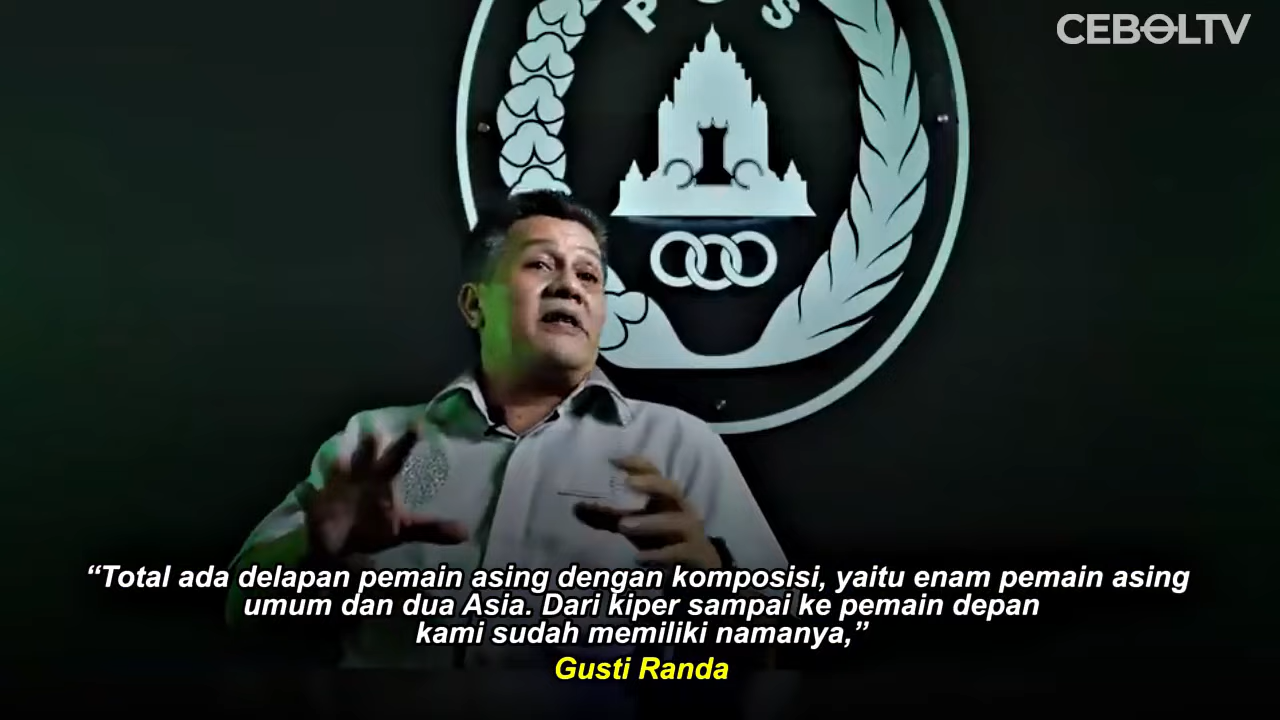 CEBOLTV
PSS
"Total ada delapan pemain asing dengan komposisi, yaitu enam pemain asing
umum dan dua Asia. Dari kiper sampai ke pemain depan
kami sudah memiliki namanya,"
Gusti Randa